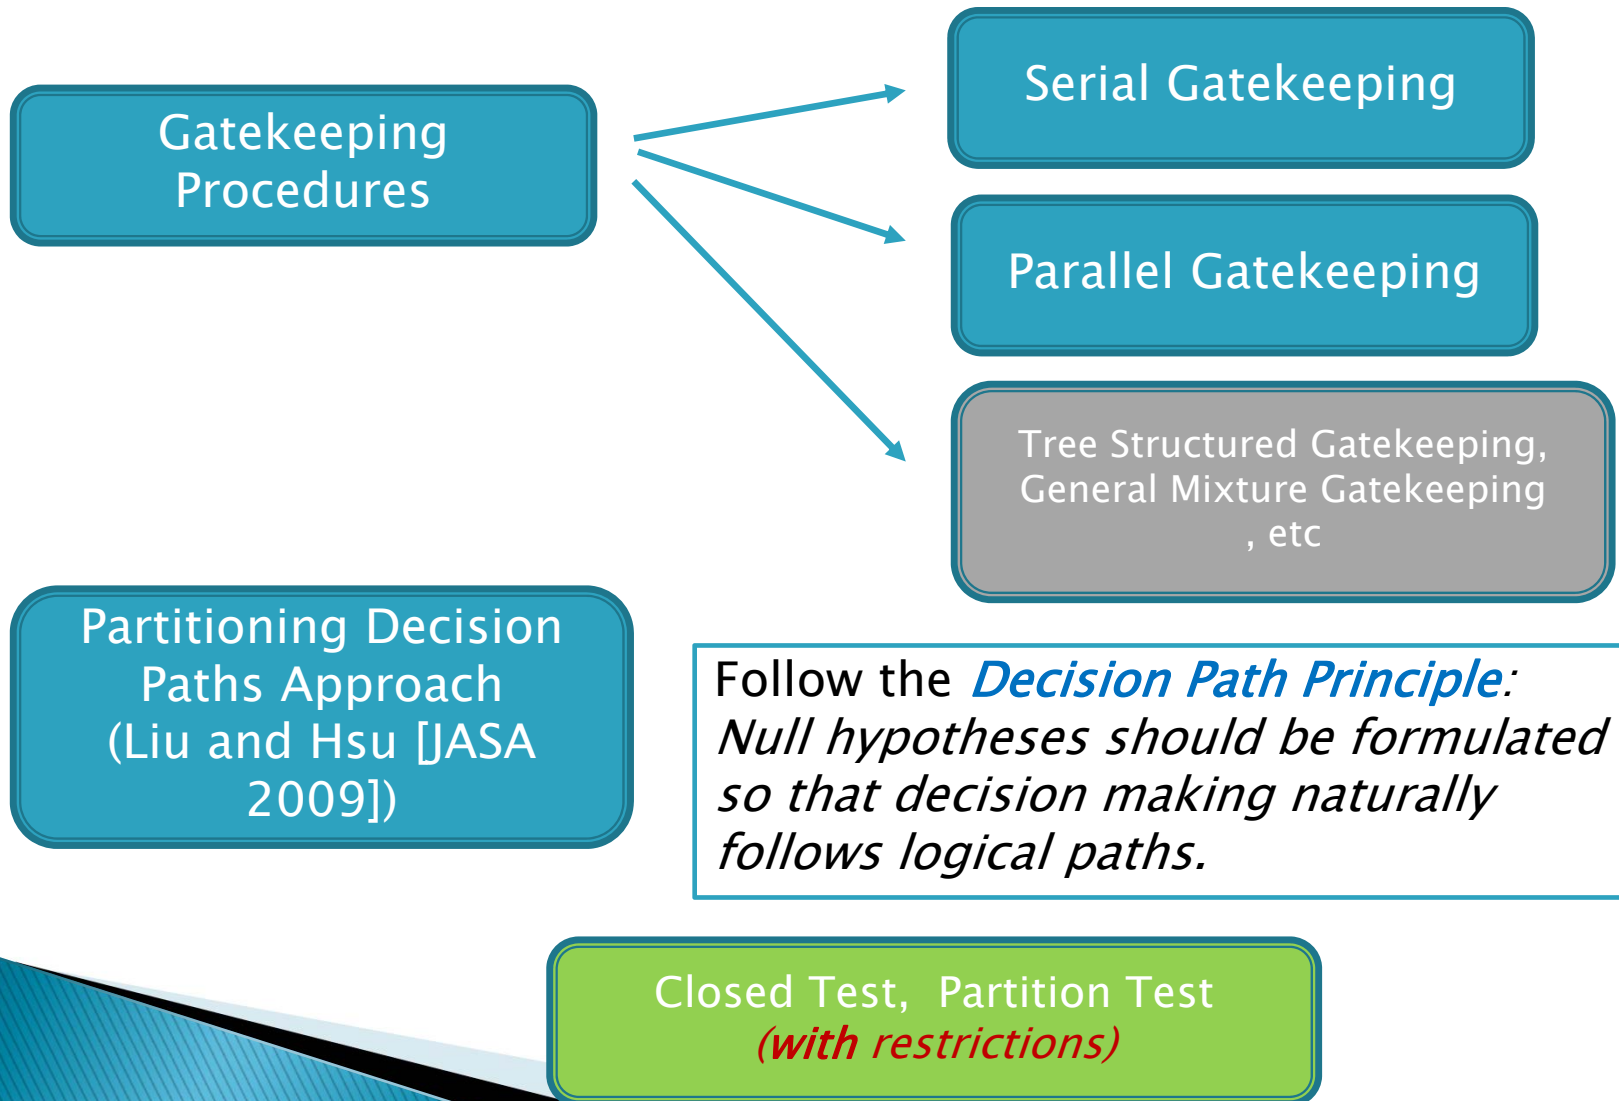 Gatekeeping
Procedures
Serial Gatekeeping
Parallel Gatekeeping
Tree Structured Gatekeeping,
General Mixture Gatekeeping
, etc
Partitioning Decision
Paths Approach
(Liu and Hsu [JASA
2009])
Follow the Decision Path Principle:
Null hypotheses should be formulated
so that decision making naturally
follows logical paths.
Closed Test, Partition Test
(with restrictions)